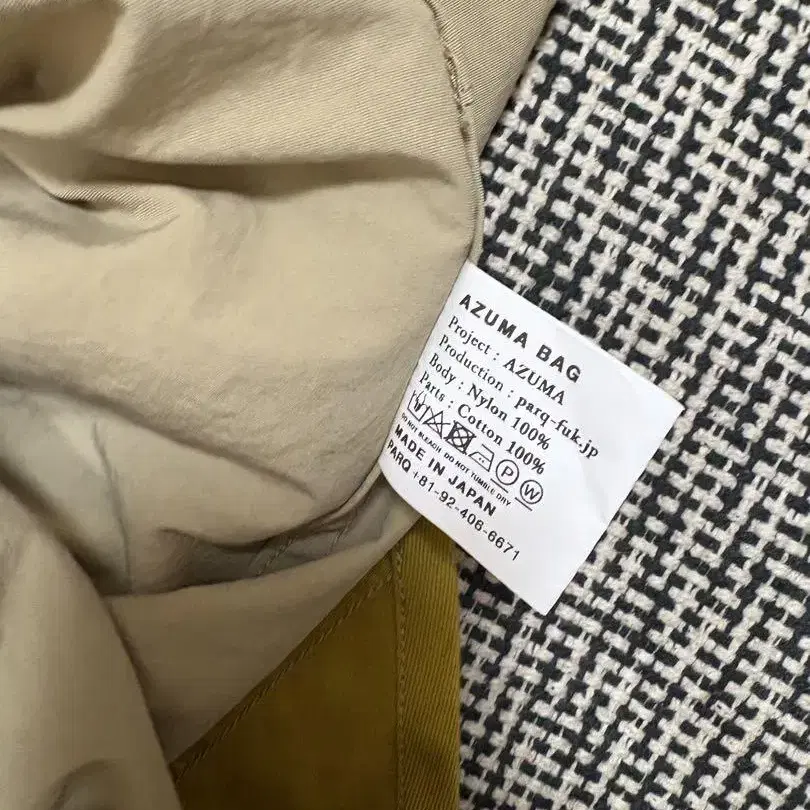 AZUMA BAG
Project : AZUMA
Production : parq-fuk.jp
Body : Nylon 100%
Parts : Cotton 100%
P W
DO NOT BLEACH DO NOT TUMBLE DRY
MADE IN JAPAN
PARQ +81-92-406-6671